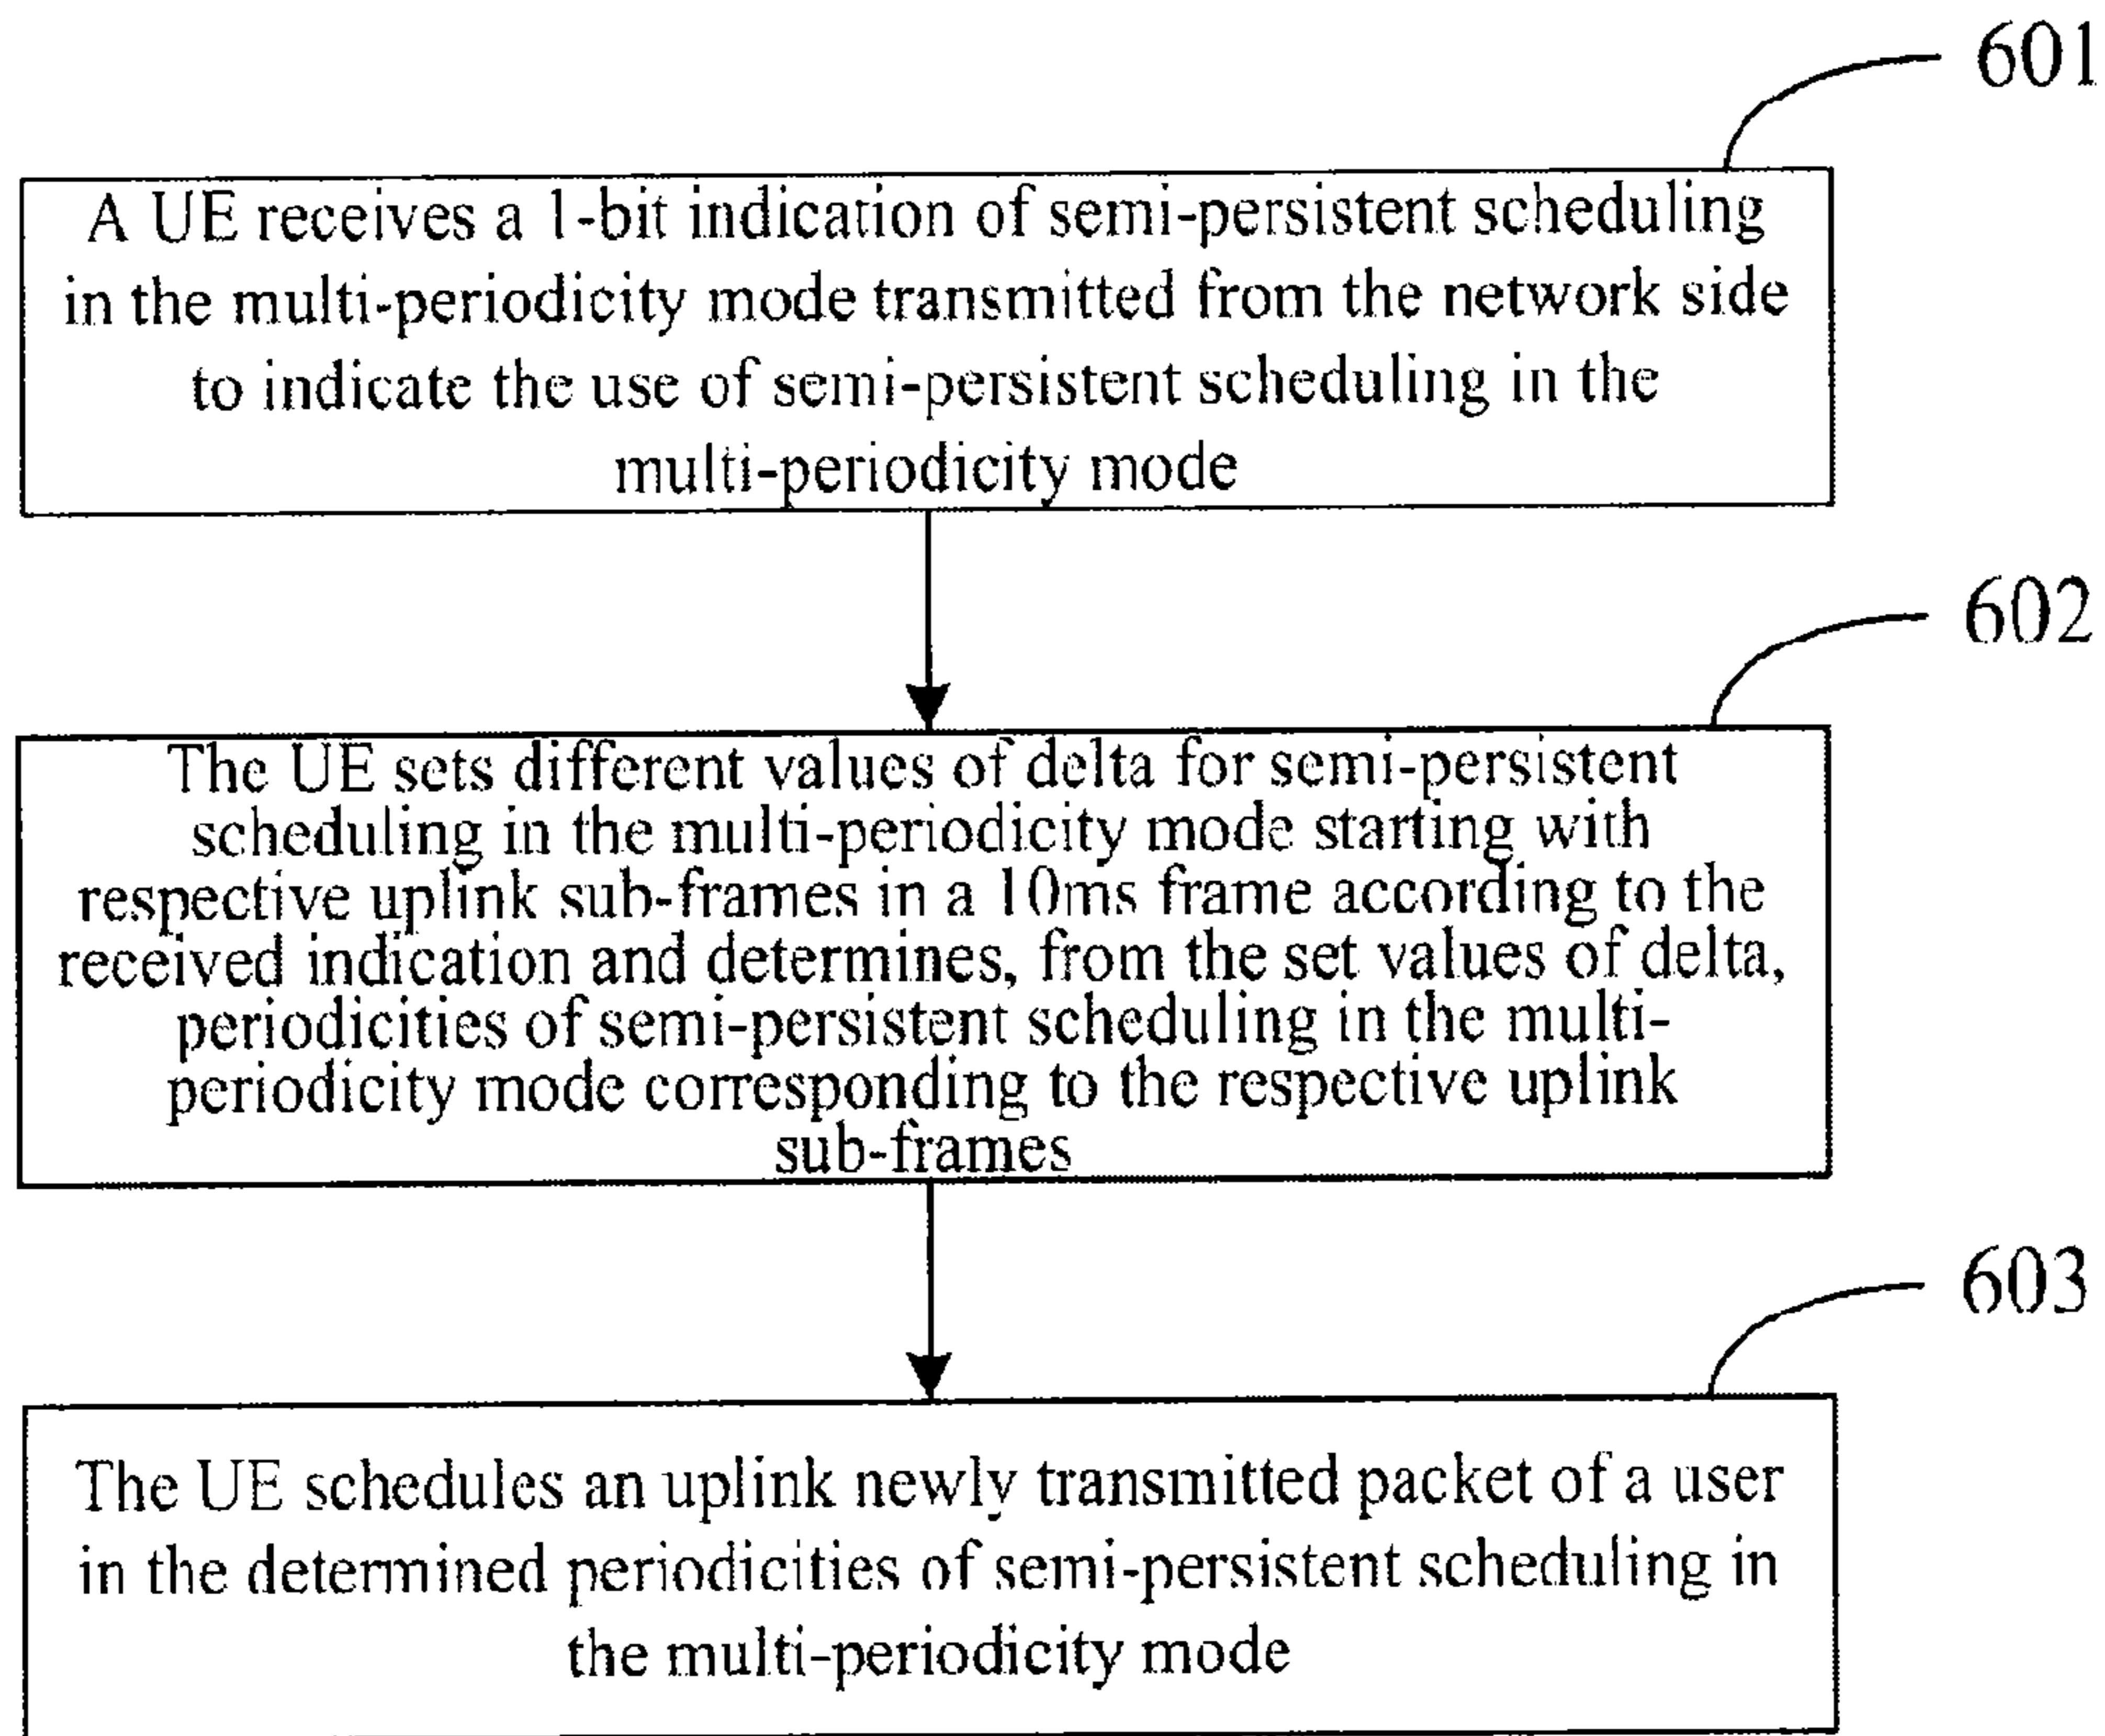 601
A UE receives a 1-bit indication of semi-persistent scheduling
in the multi-periodicity mode transmitted from the network side
to indicate the use of semi-persistent scheduling in the
multi-periodicity mode
602
The UE sets different values of delta for semi-persistent
scheduling in the multi-periodicity mode starting with
respective uplink sub-frames in a 10ms frame according to the
received indication and determines, from the set values of delta,
periodicities of semi-persistent scheduling in the multi-
periodicity mode corresponding to the respective uplink
sub-frames
603
The UE schedules an uplink newly transmitted packet of a user
in the determined periodicities of semi-persistent scheduling in
the multi-periodicity mode